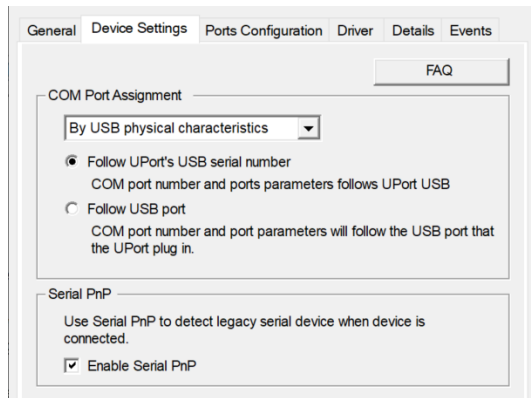 General Device Settings Ports Configuration Driver Details Events
FAQ
COM Port Assignment
By USB physical characteristics
Follow UPort's USB serial number
COM port number and ports parameters follows UPort USB
Follow USB port
COM port number and port parameters will follow the USB port that
the UPort plug in.
Serial PnP
Use Serial PnP to detect legacy serial device when device is
connected.
Enable Serial PnP